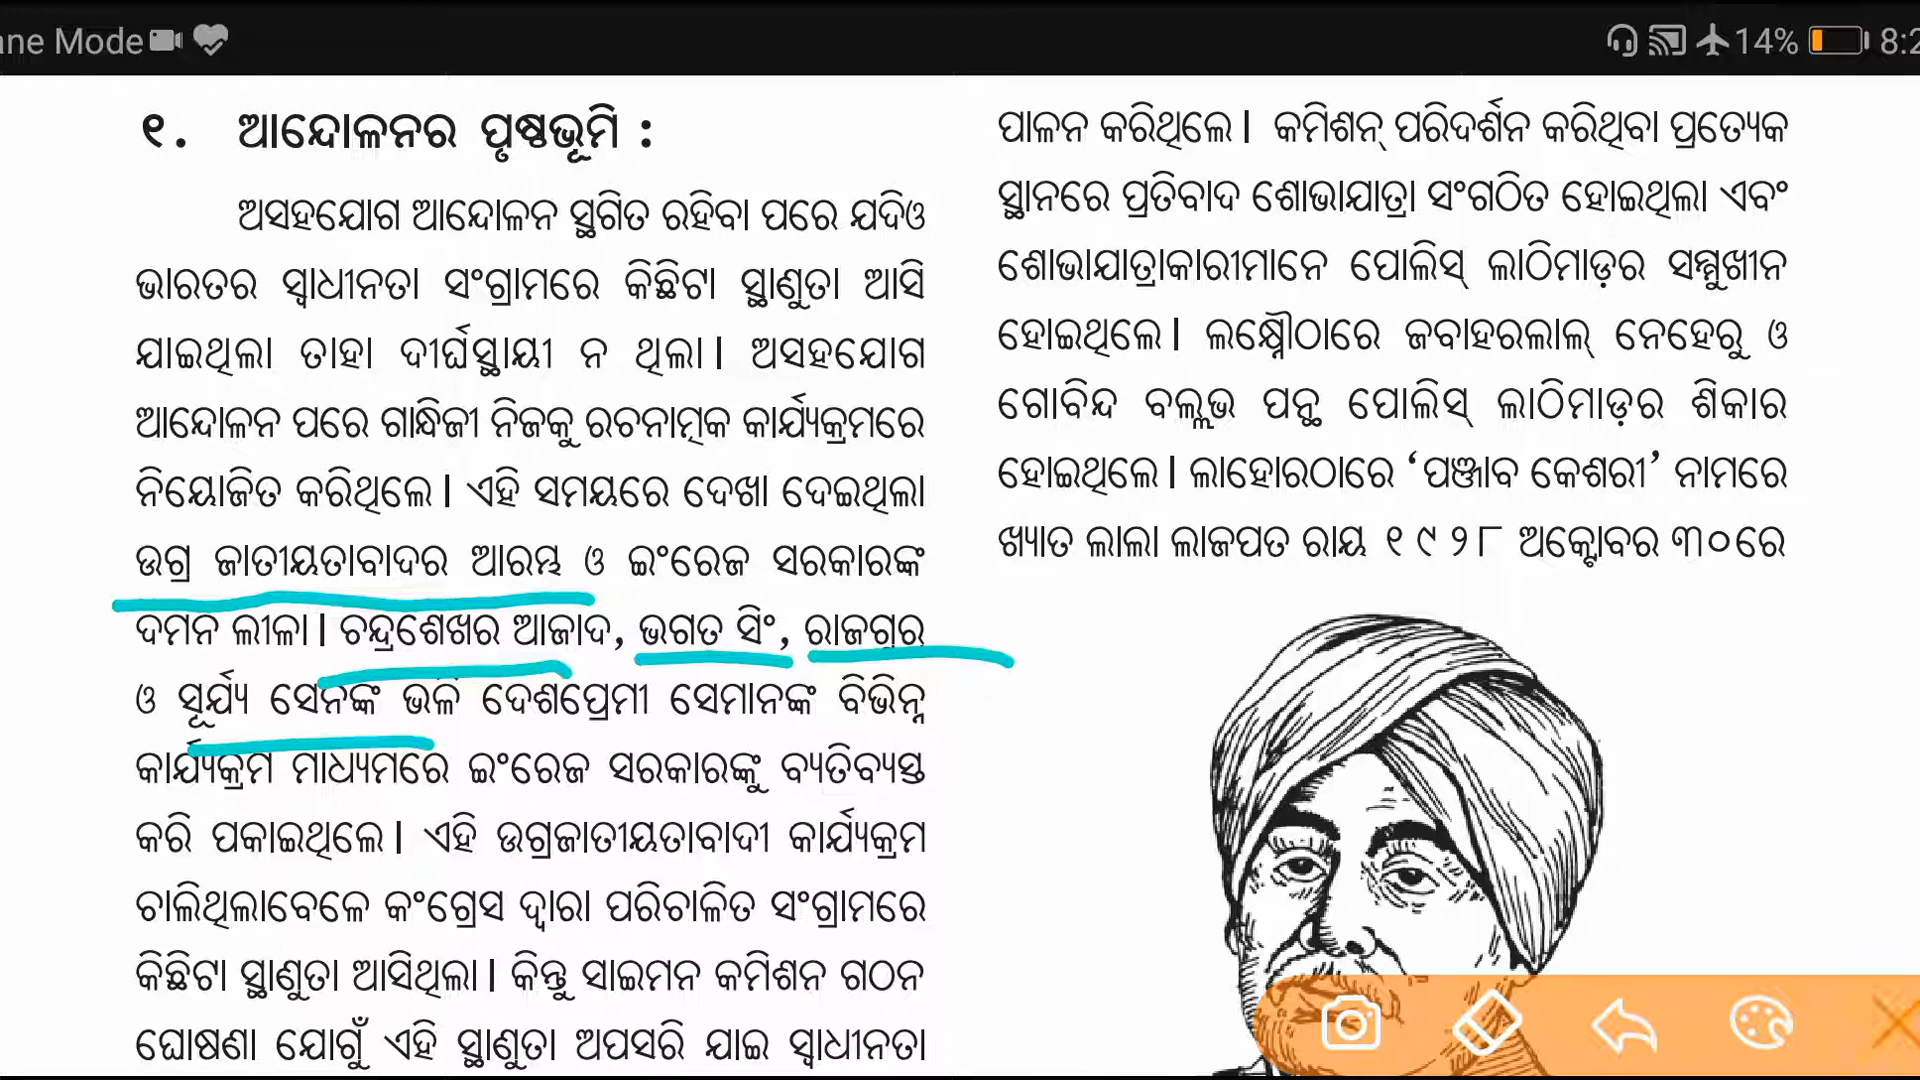 ane Mode
14%
8:2
୧. ଆନ୍ଦୋଳନର ପୃଷ୍ଠଭୂମି :
ଅସହଯୋଗ ଆନ୍ଦୋଳନ ସ୍ଥଗିତ ରହିବା ପରେ ଯଦିଓ
ଭାରତର ସ୍ଵାଧୀନତା ସଂଗ୍ରାମରେ କିଛିଟା ସ୍ଥାଣୁତା ଆସି
ଯାଇଥିଲା ତାହା ଦୀର୍ଘସ୍ଥାୟୀ ନ ଥିଲା। ଅସହଯୋଗ
ଆନ୍ଦୋଳନ ପରେ ଗାନ୍ଧିଜୀ ନିଜକୁ ରଚନାତ୍ମକ କାର୍ଯ୍ୟକ୍ରମରେ
ନିୟୋଜିତ କରିଥିଲେ। ଏହି ସମୟରେ ଦେଖା ଦେଇଥିଲା
ଉଗ୍ର ଜାତୀୟତାବାଦର ଆରମ୍ଭ ଓ ଇଂରେଜ ସରକାରଙ୍କ
ଦମନ ଲୀଳା। ଚନ୍ଦ୍ରଶେଖର ଆଜାଦ, ଭଗତ ସିଂ, ରାଜଗୁରୁ
ଓ ସୂର୍ଯ୍ୟ ସେନଙ୍କ ଭଳି ଦେଶପ୍ରେମୀ ସେମାନଙ୍କ ବିଭିନ୍ନ
କାର୍ଯ୍ୟକ୍ରମ ମାଧ୍ୟମରେ ଇଂରେଜ ସରକାରଙ୍କୁ ବ୍ୟତିବ୍ୟସ୍ତ
କରି ପକାଇଥିଲେ। ଏହି ଉଗ୍ରଜାତୀୟତାବାଦୀ କାର୍ଯ୍ୟକ୍ରମ
ଚାଲିଥିଲାବେଳେ କଂଗ୍ରେସ ଦ୍ଵାରା ପରିଚାଳିତ ସଂଗ୍ରାମରେ
କିଛିଟା ସ୍ଥାଣୁତା ଆସିଥିଲା। କିନ୍ତୁ ସାଇମନ କମିଶନ ଗଠନ
ଘୋଷଣା ଯୋଗୁଁ ଏହି ସ୍ଥାଣୁତା ଅପସରି ଯାଇ ସ୍ଵାଧୀନତା
ପାଳନ କରିଥିଲେ। କମିଶନ୍ ପରିଦର୍ଶନ କରିଥିବା ପ୍ରତ୍ୟେକ
ସ୍ଥାନରେ ପ୍ରତିବାଦ ଶୋଭାଯାତ୍ରା ସଂଗଠିତ ହୋଇଥିଲା ଏବଂ
ଶୋଭାଯାତ୍ରାକାରୀମାନେ ପୋଲିସ୍ ଲାଠିମାଡ଼ର ସମ୍ମୁଖୀନ
ହୋଇଥିଲେ। ଲକ୍ଷ୍ନୌଠାରେ ଜବାହରଲାଲ୍ ନେହେରୁ ଓ
ଗୋବିନ୍ଦ ବଲ୍ଲଭ ପନ୍ଥ ପୋଲିସ୍ ଲାଠିମାଡ଼ର ଶିକାର
ହୋଇଥିଲେ। ଲାହୋରଠାରେ ‘ପଞ୍ଜାବ କେଶରୀ’ ନାମରେ
ଖ୍ୟାତ ଲାଲା ଲାଜପତ ରାୟ ୧୯୨୮ ଅକ୍ଟୋବର ୩୦ରେ